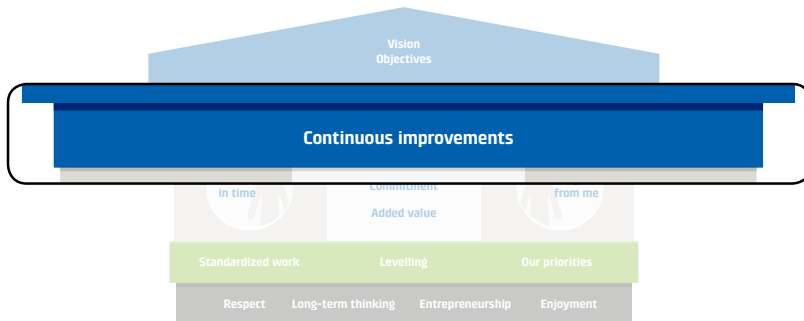 Vision
Objectives
Continuous improvements
in time
Commitment
from me
Added value
Standardized work Levelling Our priorities
Respect Long-term thinking Entrepreneurship Enjoyment